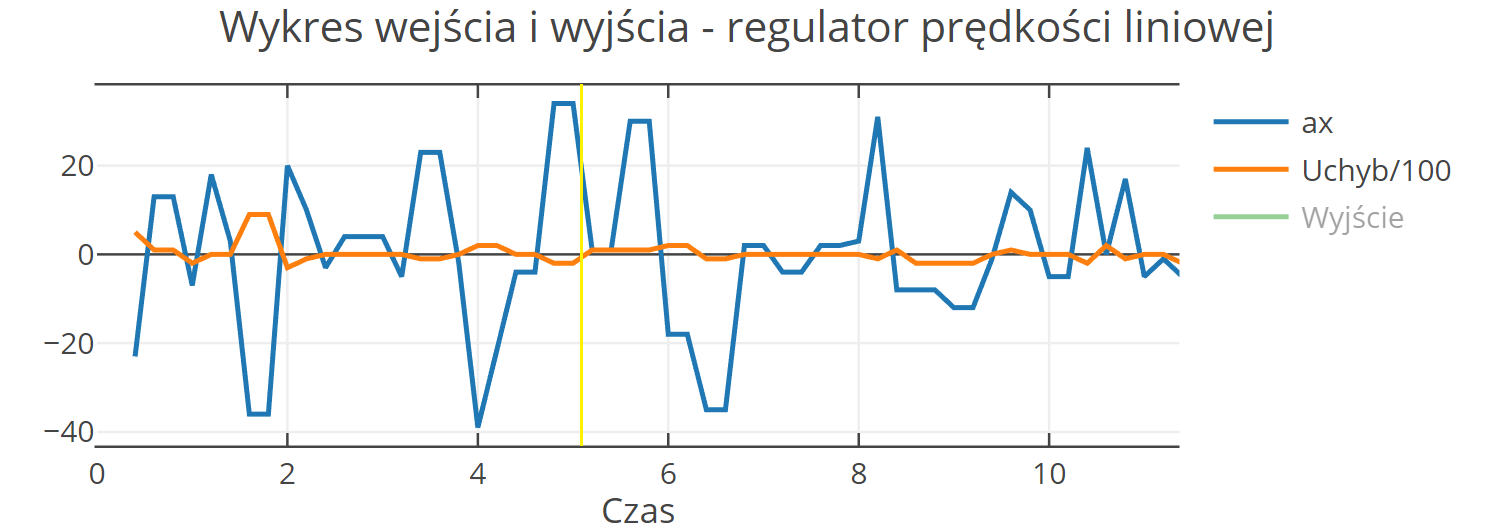 Wykres wejścia i wyjścia - regulator prędkości liniowej
ax
Uchyb/100
Wyjście
20
0
−20
−40
0 2 4 6 8 10
Czas